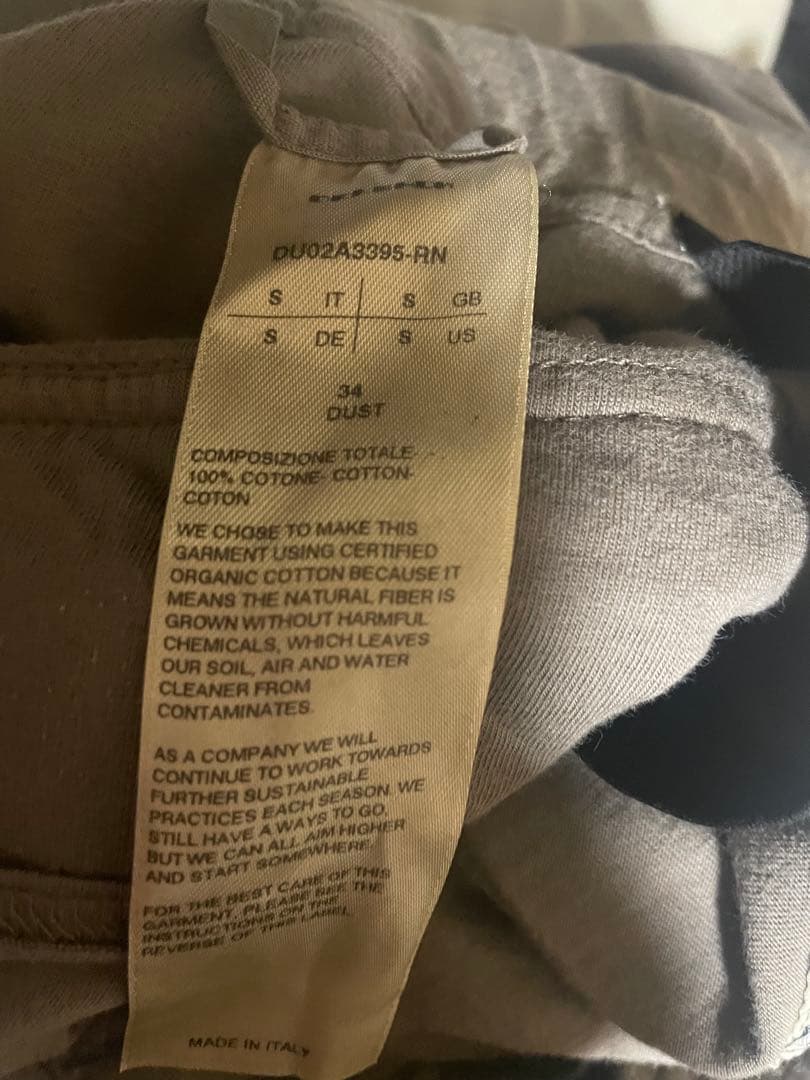 DU02A3395-RN
S IT S GB
S DE S US
34
DUST
COMPOSIZIONE TOTALE-
100% COTONE- COTTON-
COTON
WE CHOSE TO MAKE THIS
GARMENT USING CERTIFIED
ORGANIC COTTON BECAUSE IT
MEANS THE NATURAL FIBER IS
GROWN WITHOUT HARMFUL
CHEMICALS, WHICH LEAVES
OUR SOIL, AIR AND WATER
CLEANER FROM
CONTAMINATES.
AS A COMPANY WE WILL
CONTINUE TO WORK TOWARDS
FURTHER SUSTAINABLE
PRACTICES EACH SEASON. WE
STILL HAVE A WAYS TO GO,
BUT WE CAN ALL AIM HIGHER
AND START SOMEWHERE.
FOR THE BEST CARE OF THIS
GARMENT, PLEASE SEE THE
INSTRUCTIONS ON THE
REVERSE OF THIS LABEL.
MADE IN ITALY